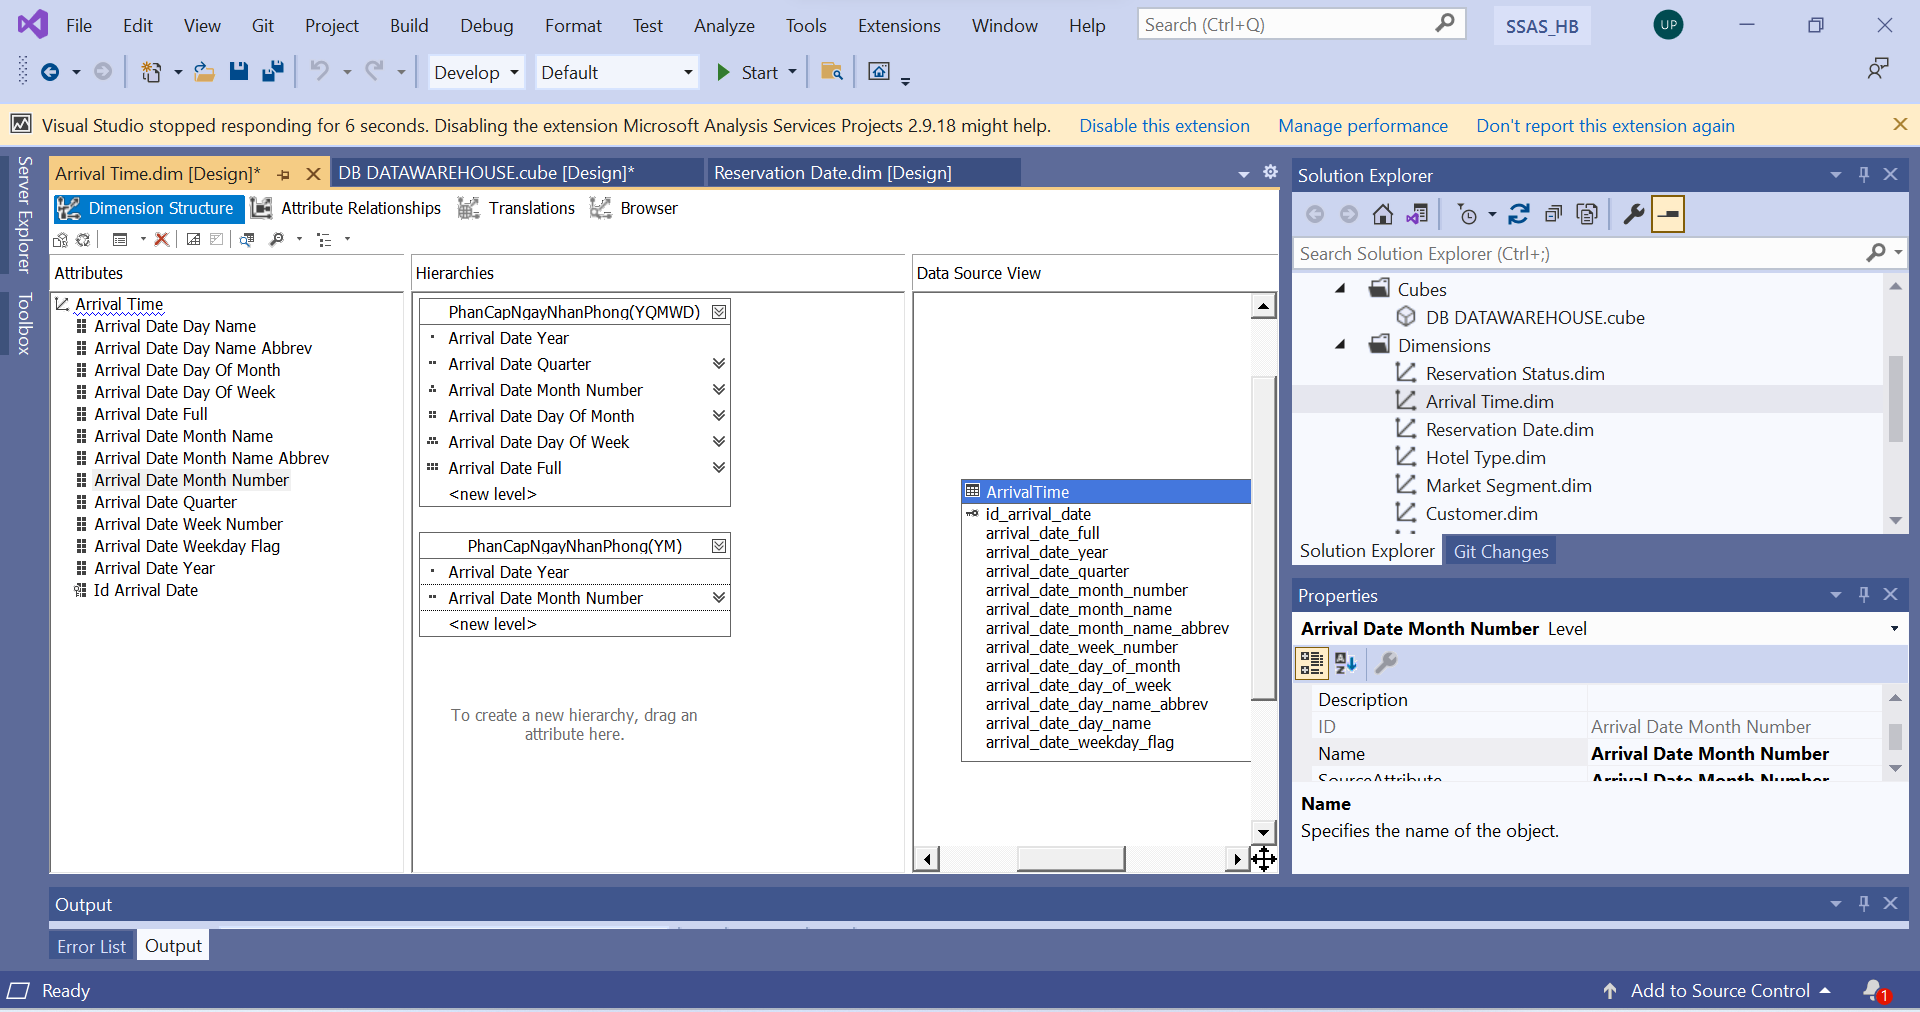 File Edit View Git Project Build Debug Format Test Analyze Tools Extensions Window Help Search (Ctrl+Q) SSAS_HB UP
Develop Default Start
Visual Studio stopped responding for 6 seconds. Disabling the extension Microsoft Analysis Services Projects 2.9.18 might help. Disable this extension Manage performance Don't report this extension again
Server Explorer
Toolbox
Arrival Time.dim [Design]* DB DATAWAREHOUSE.cube [Design]* Reservation Date.dim [Design]
Dimension Structure Attribute Relationships Translations Browser
Attributes
Arrival Time
Arrival Date Day Name
Arrival Date Day Name Abbrev
Arrival Date Day Of Month
Arrival Date Day Of Week
Arrival Date Full
Arrival Date Month Name
Arrival Date Month Name Abbrev
Arrival Date Month Number
Arrival Date Quarter
Arrival Date Week Number
Arrival Date Weekday Flag
Arrival Date Year
Id Arrival Date
Hierarchies
PhanCapNgayNhanPhong(YQMWD)
Arrival Date Year
Arrival Date Quarter
Arrival Date Month Number
Arrival Date Day Of Month
Arrival Date Day Of Week
Arrival Date Full
<new level>
PhanCapNgayNhanPhong(YM)
Arrival Date Year
Arrival Date Month Number
<new level>
To create a new hierarchy, drag an
attribute here.
Data Source View
ArrivalTime
id_arrival_date
arrival_date_full
arrival_date_year
arrival_date_quarter
arrival_date_month_number
arrival_date_month_name
arrival_date_month_name_abbrev
arrival_date_week_number
arrival_date_day_of_month
arrival_date_day_of_week
arrival_date_day_name_abbrev
arrival_date_day_name
arrival_date_weekday_flag
Solution Explorer
Search Solution Explorer (Ctrl+;)
Cubes
DB DATAWAREHOUSE.cube
Dimensions
Reservation Status.dim
Arrival Time.dim
Reservation Date.dim
Hotel Type.dim
Market Segment.dim
Customer.dim
Solution Explorer Git Changes
Properties
Arrival Date Month Number Level
Description
ID Arrival Date Month Number
Name Arrival Date Month Number
SourceAttribute Arrival Date Month Number
Name
Specifies the name of the object.
Output
Error List Output
Ready
Add to Source Control 1